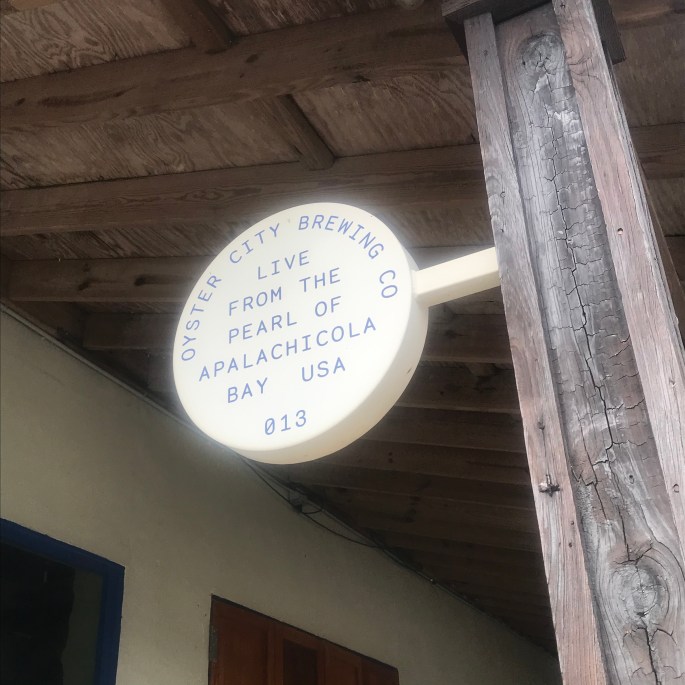 OYSTER CITY BREWING CO
LIVE
FROM THE
PEARL OF
APALACHICOLA
BAY USA
013